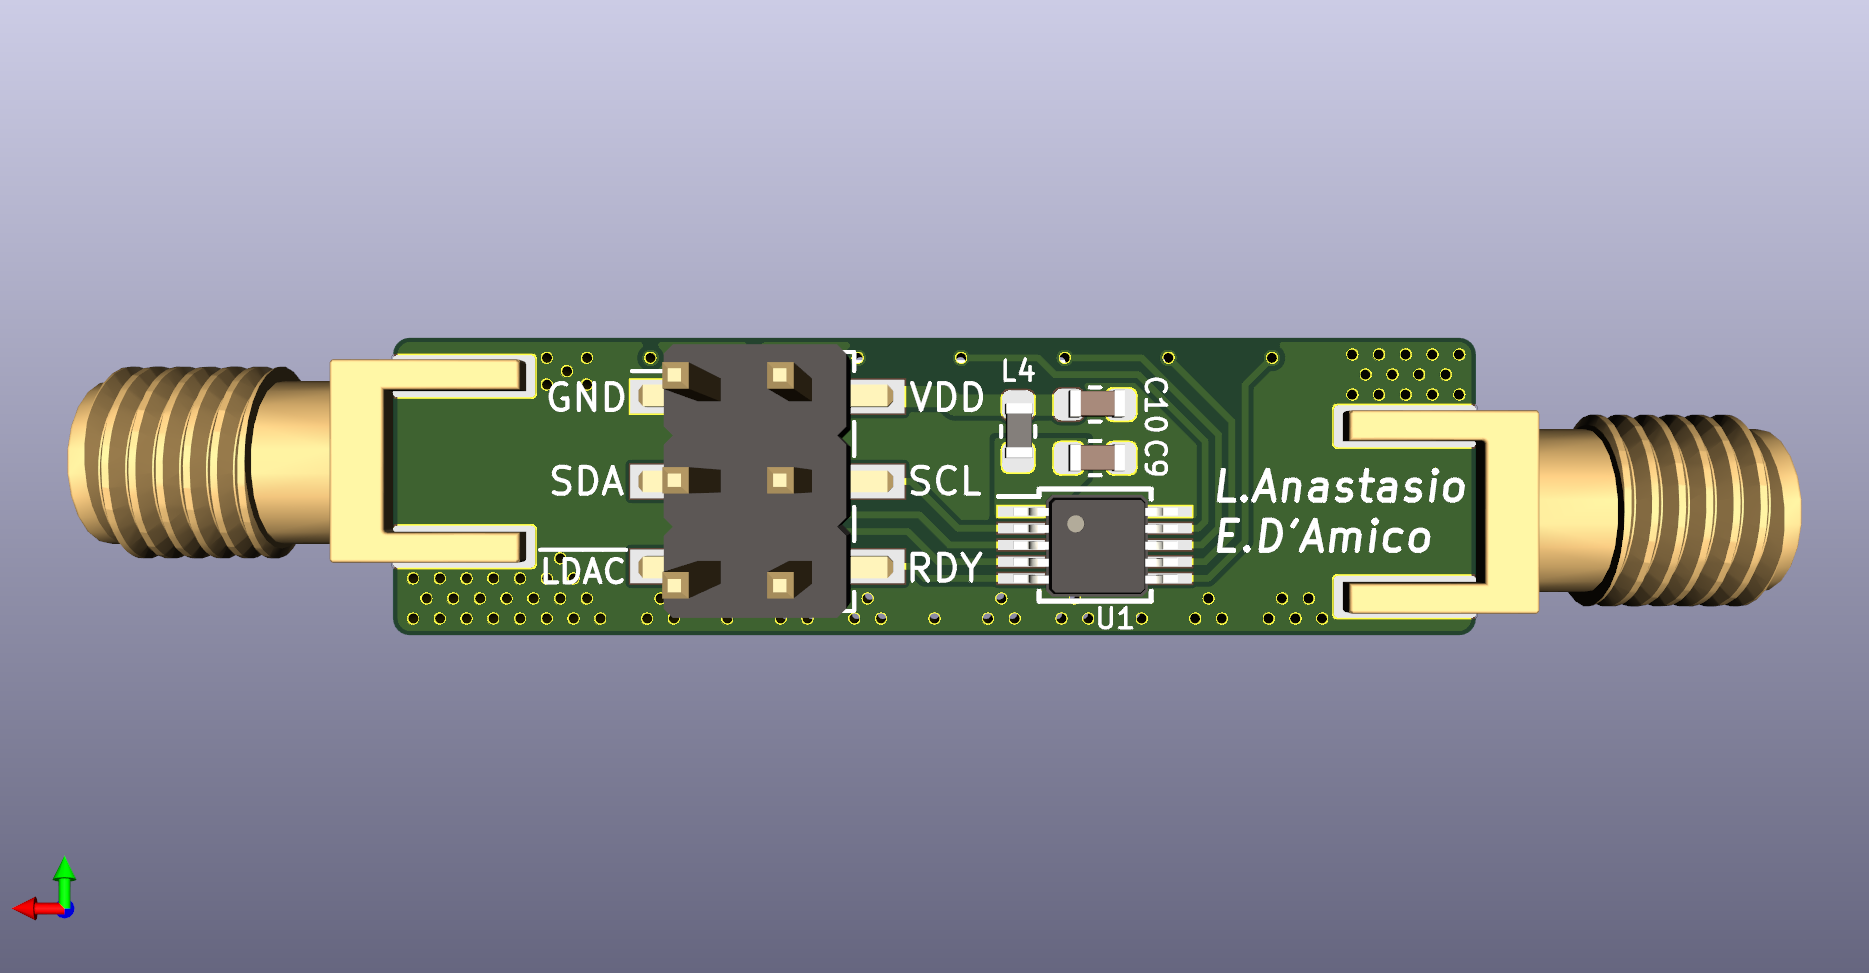 GND
VDD
SDA
SCL
LDAC
RDY
L4
C10
C9
L.Anastasio
E.D'Amico
U1